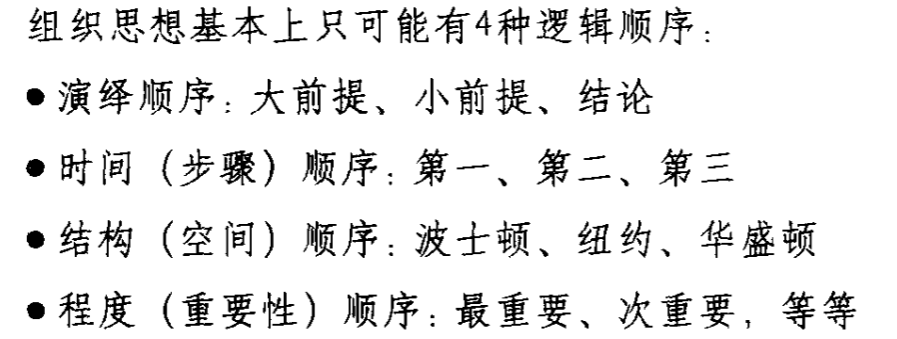 组织思想基本上只可能有4种逻辑顺序：
●演绎顺序：大前提、小前提、结论
●时间（步骤）顺序：第一、第二、第三
●结构（空间）顺序：波士顿、纽约、华盛顿
●程度（重要性）顺序：最重要、次重要，等等